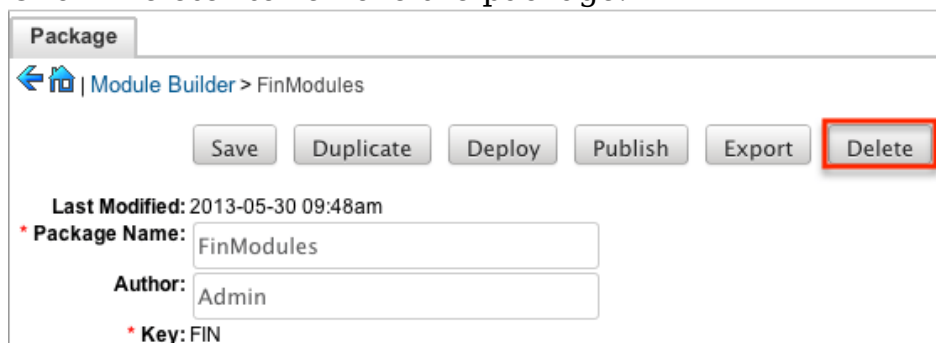 Package
| Module Builder > FinModules
Save Duplicate Deploy Publish Export Delete
Last Modified: 2013-05-30 09:48am
* Package Name: FinModules
Author: Admin
* Key: FIN